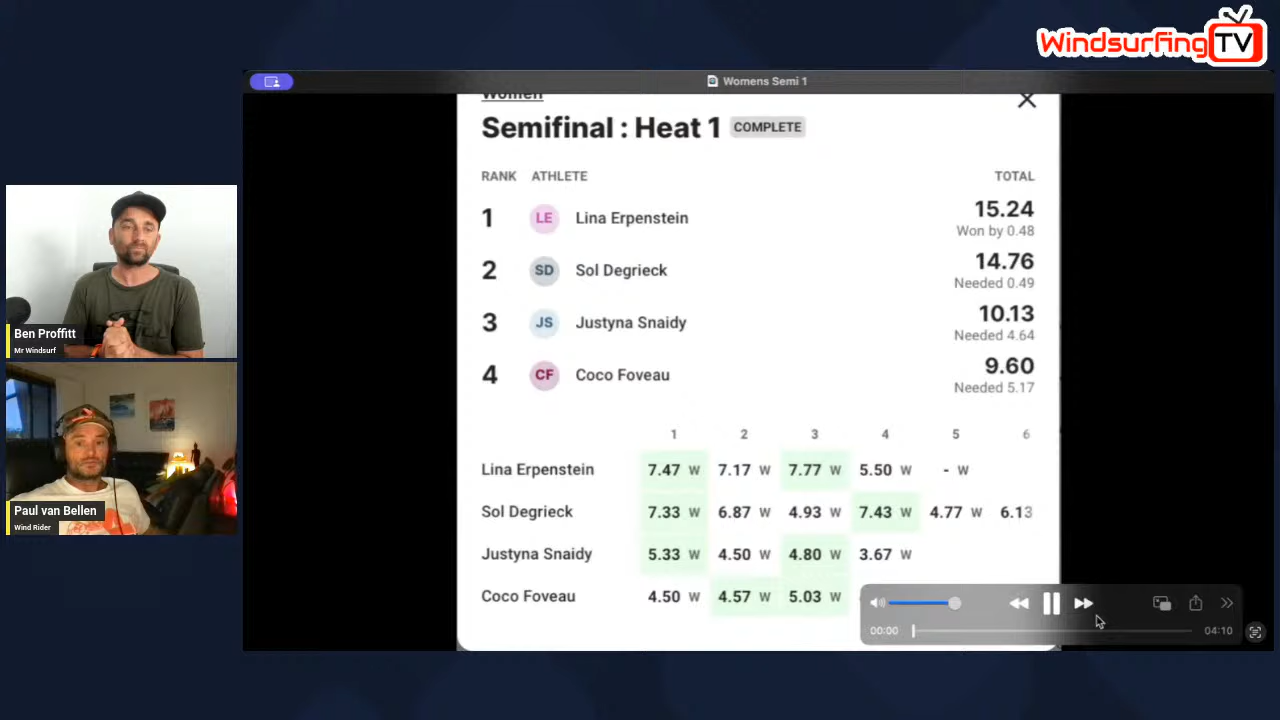 Windsurfing TV
Womens Semi 1
Women
Semifinal : Heat 1 COMPLETE
RANK ATHLETE TOTAL
1 LE Lina Erpenstein 15.24
Won by 0.48
2 SD Sol Degrieck 14.76
Needed 0.49
3 JS Justyna Snaidy 10.13
Needed 4.64
4 CF Coco Foveau 9.60
Needed 5.17
1 2 3 4 5 6
Lina Erpenstein 7.47 W 7.17 W 7.77 W 5.50 W - W
Sol Degrieck 7.33 W 6.87 W 4.93 W 7.43 W 4.77 W 6.13
Justyna Snaidy 5.33 W 4.50 W 4.80 W 3.67 W
Coco Foveau 4.50 W 4.57 W 5.03 W
00:00 04:10
Ben Proffitt
Mr Windsurf
Paul van Bellen
Wind Rider